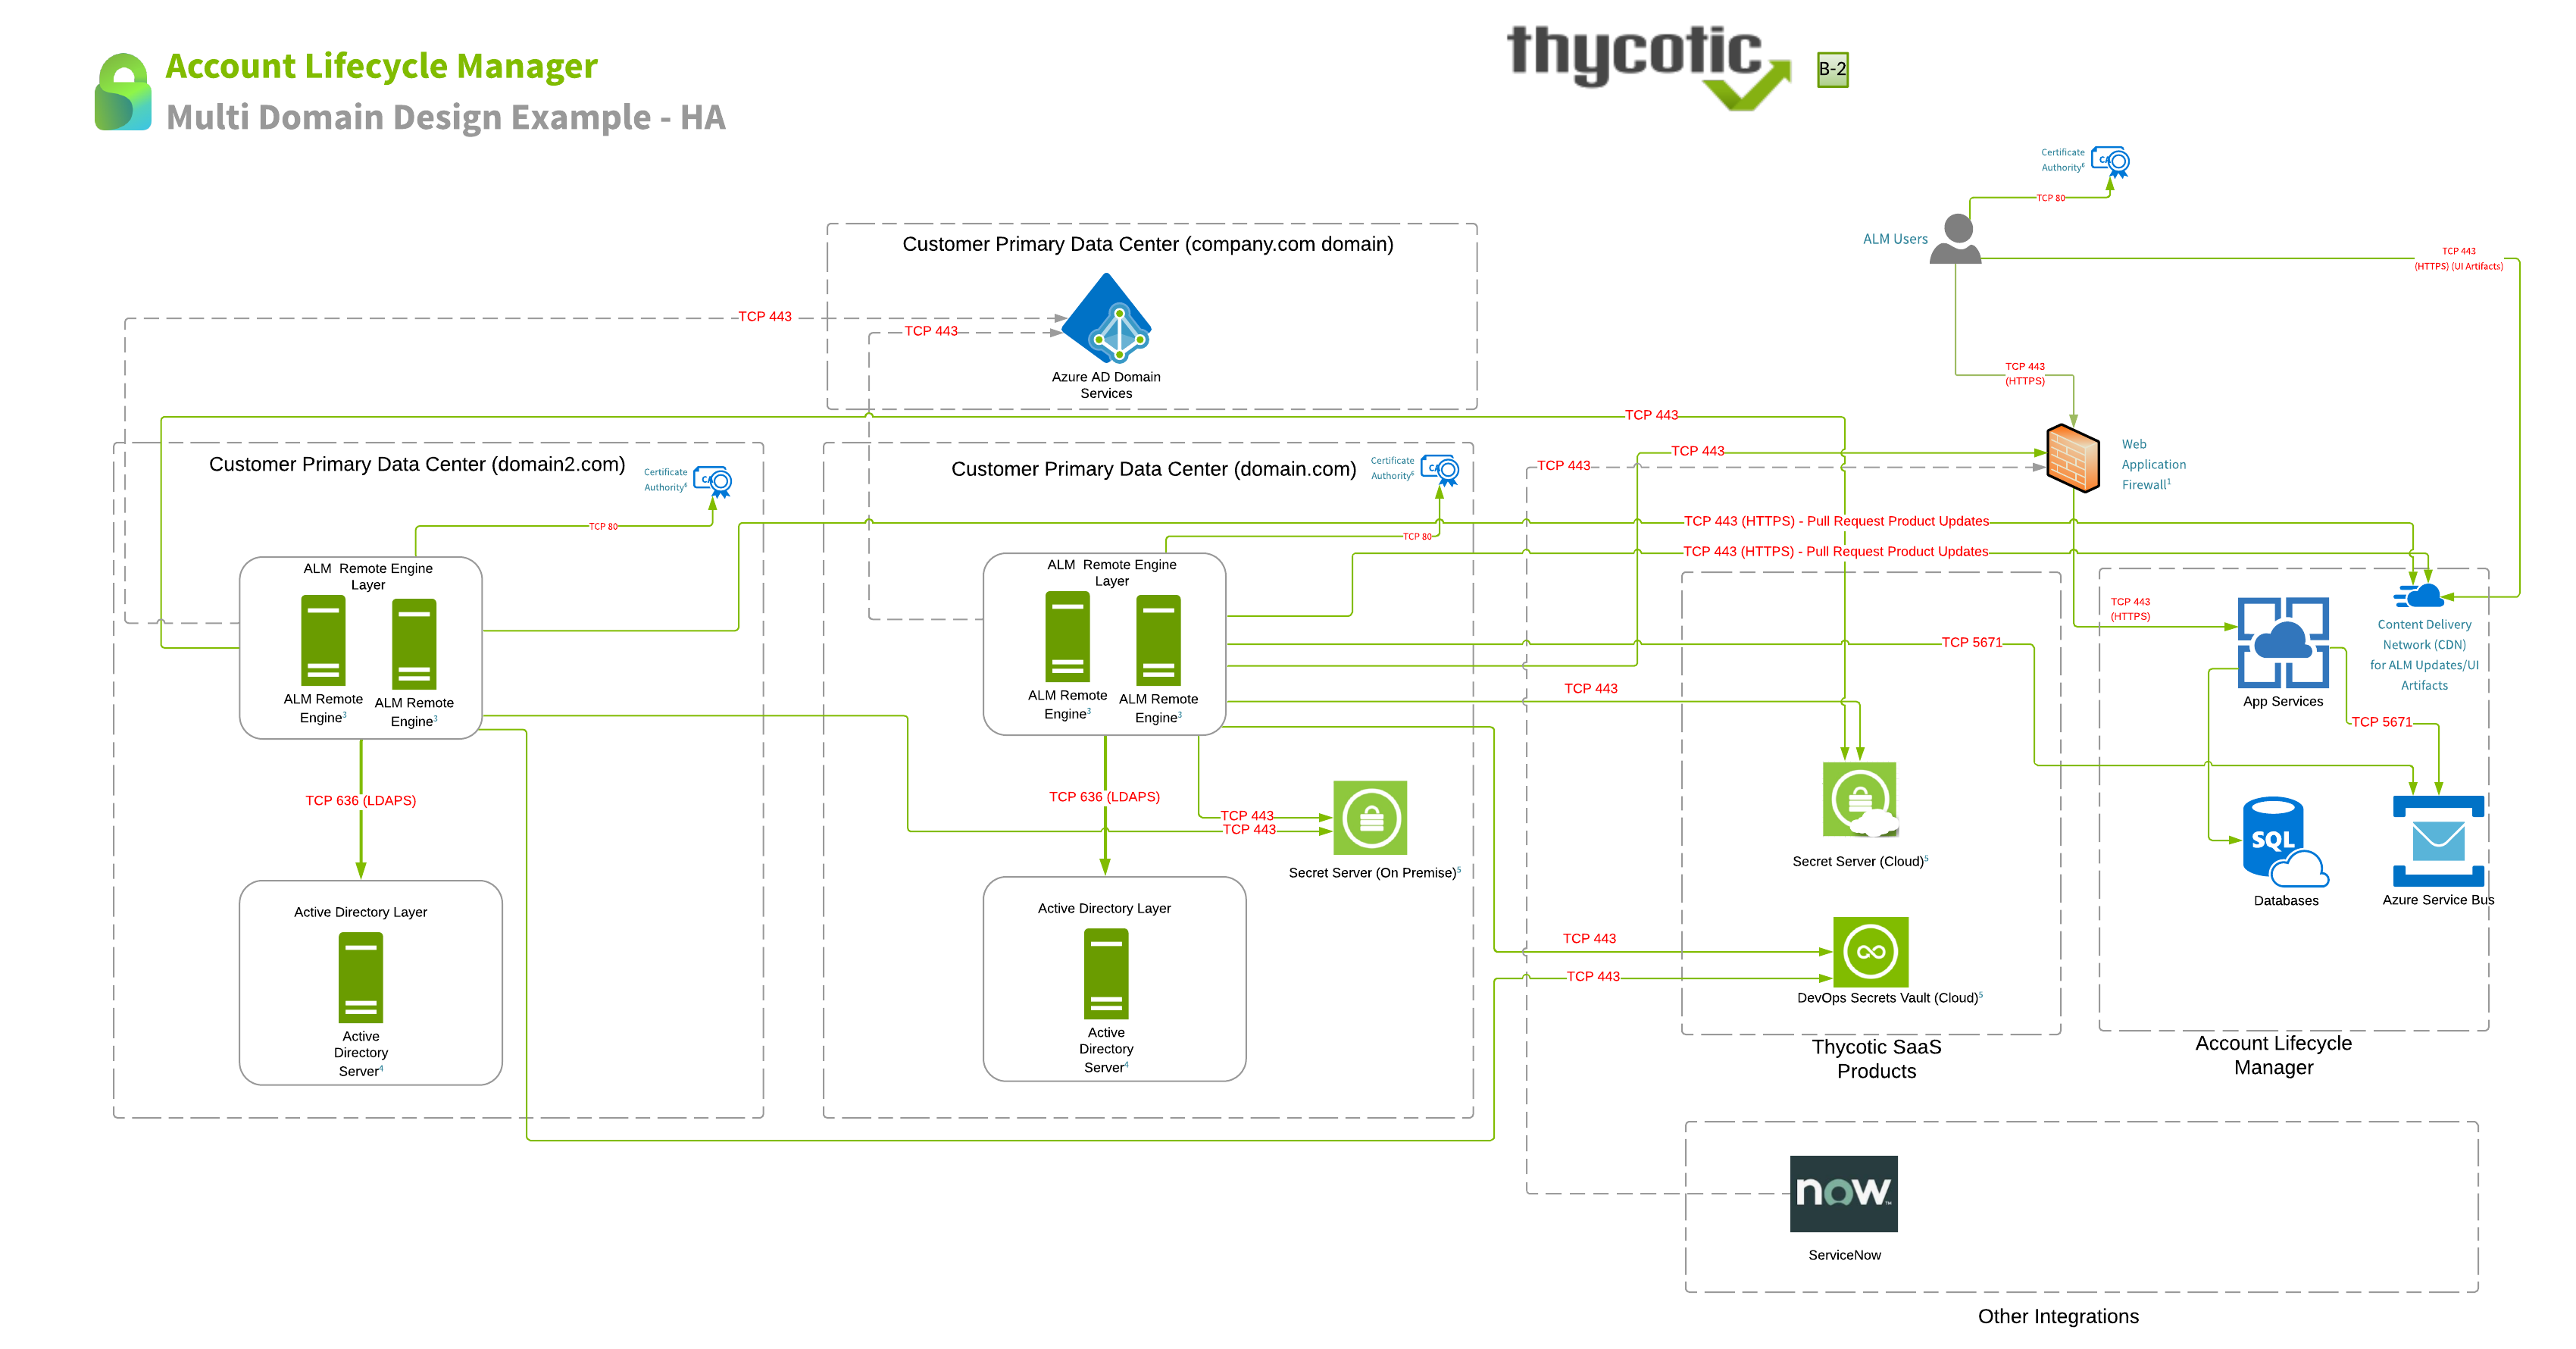 Account Lifecycle Manager
Multi Domain Design Example - HA
thycotic
B-2
Certificate
Authority6
CA
TCP 80
ALM Users
TCP 443
(HTTPS) (UI Artifacts)
Customer Primary Data Center (company.com domain)
TCP 443
TCP 443
Azure AD Domain
Services
TCP 443
(HTTPS)
TCP 443
TCP 443
TCP 443
Web
Application
Firewall1
Customer Primary Data Center (domain2.com)
Certificate
Authority6
CA
TCP 80
Customer Primary Data Center (domain.com)
Certificate
Authority6
CA
TCP 80
TCP 443 (HTTPS) - Pull Request Product Updates
TCP 443 (HTTPS) - Pull Request Product Updates
ALM Remote Engine
Layer
ALM Remote
Engine3
ALM Remote
Engine3
ALM Remote Engine
Layer
ALM Remote
Engine3
ALM Remote
Engine3
TCP 443
(HTTPS)
App Services
Content Delivery
Network (CDN)
for ALM Updates/UI
Artifacts
TCP 5671
TCP 443
TCP 5671
TCP 636 (LDAPS)
TCP 636 (LDAPS)
TCP 443
TCP 443
Secret Server (On Premise)5
Secret Server (Cloud)5
SQL
Databases
Azure Service Bus
Active Directory Layer
Active
Directory
Server4
Active Directory Layer
Active
Directory
Server4
TCP 443
TCP 443
DevOps Secrets Vault (Cloud)5
Thycotic SaaS
Products
Account Lifecycle
Manager
now
ServiceNow
Other Integrations